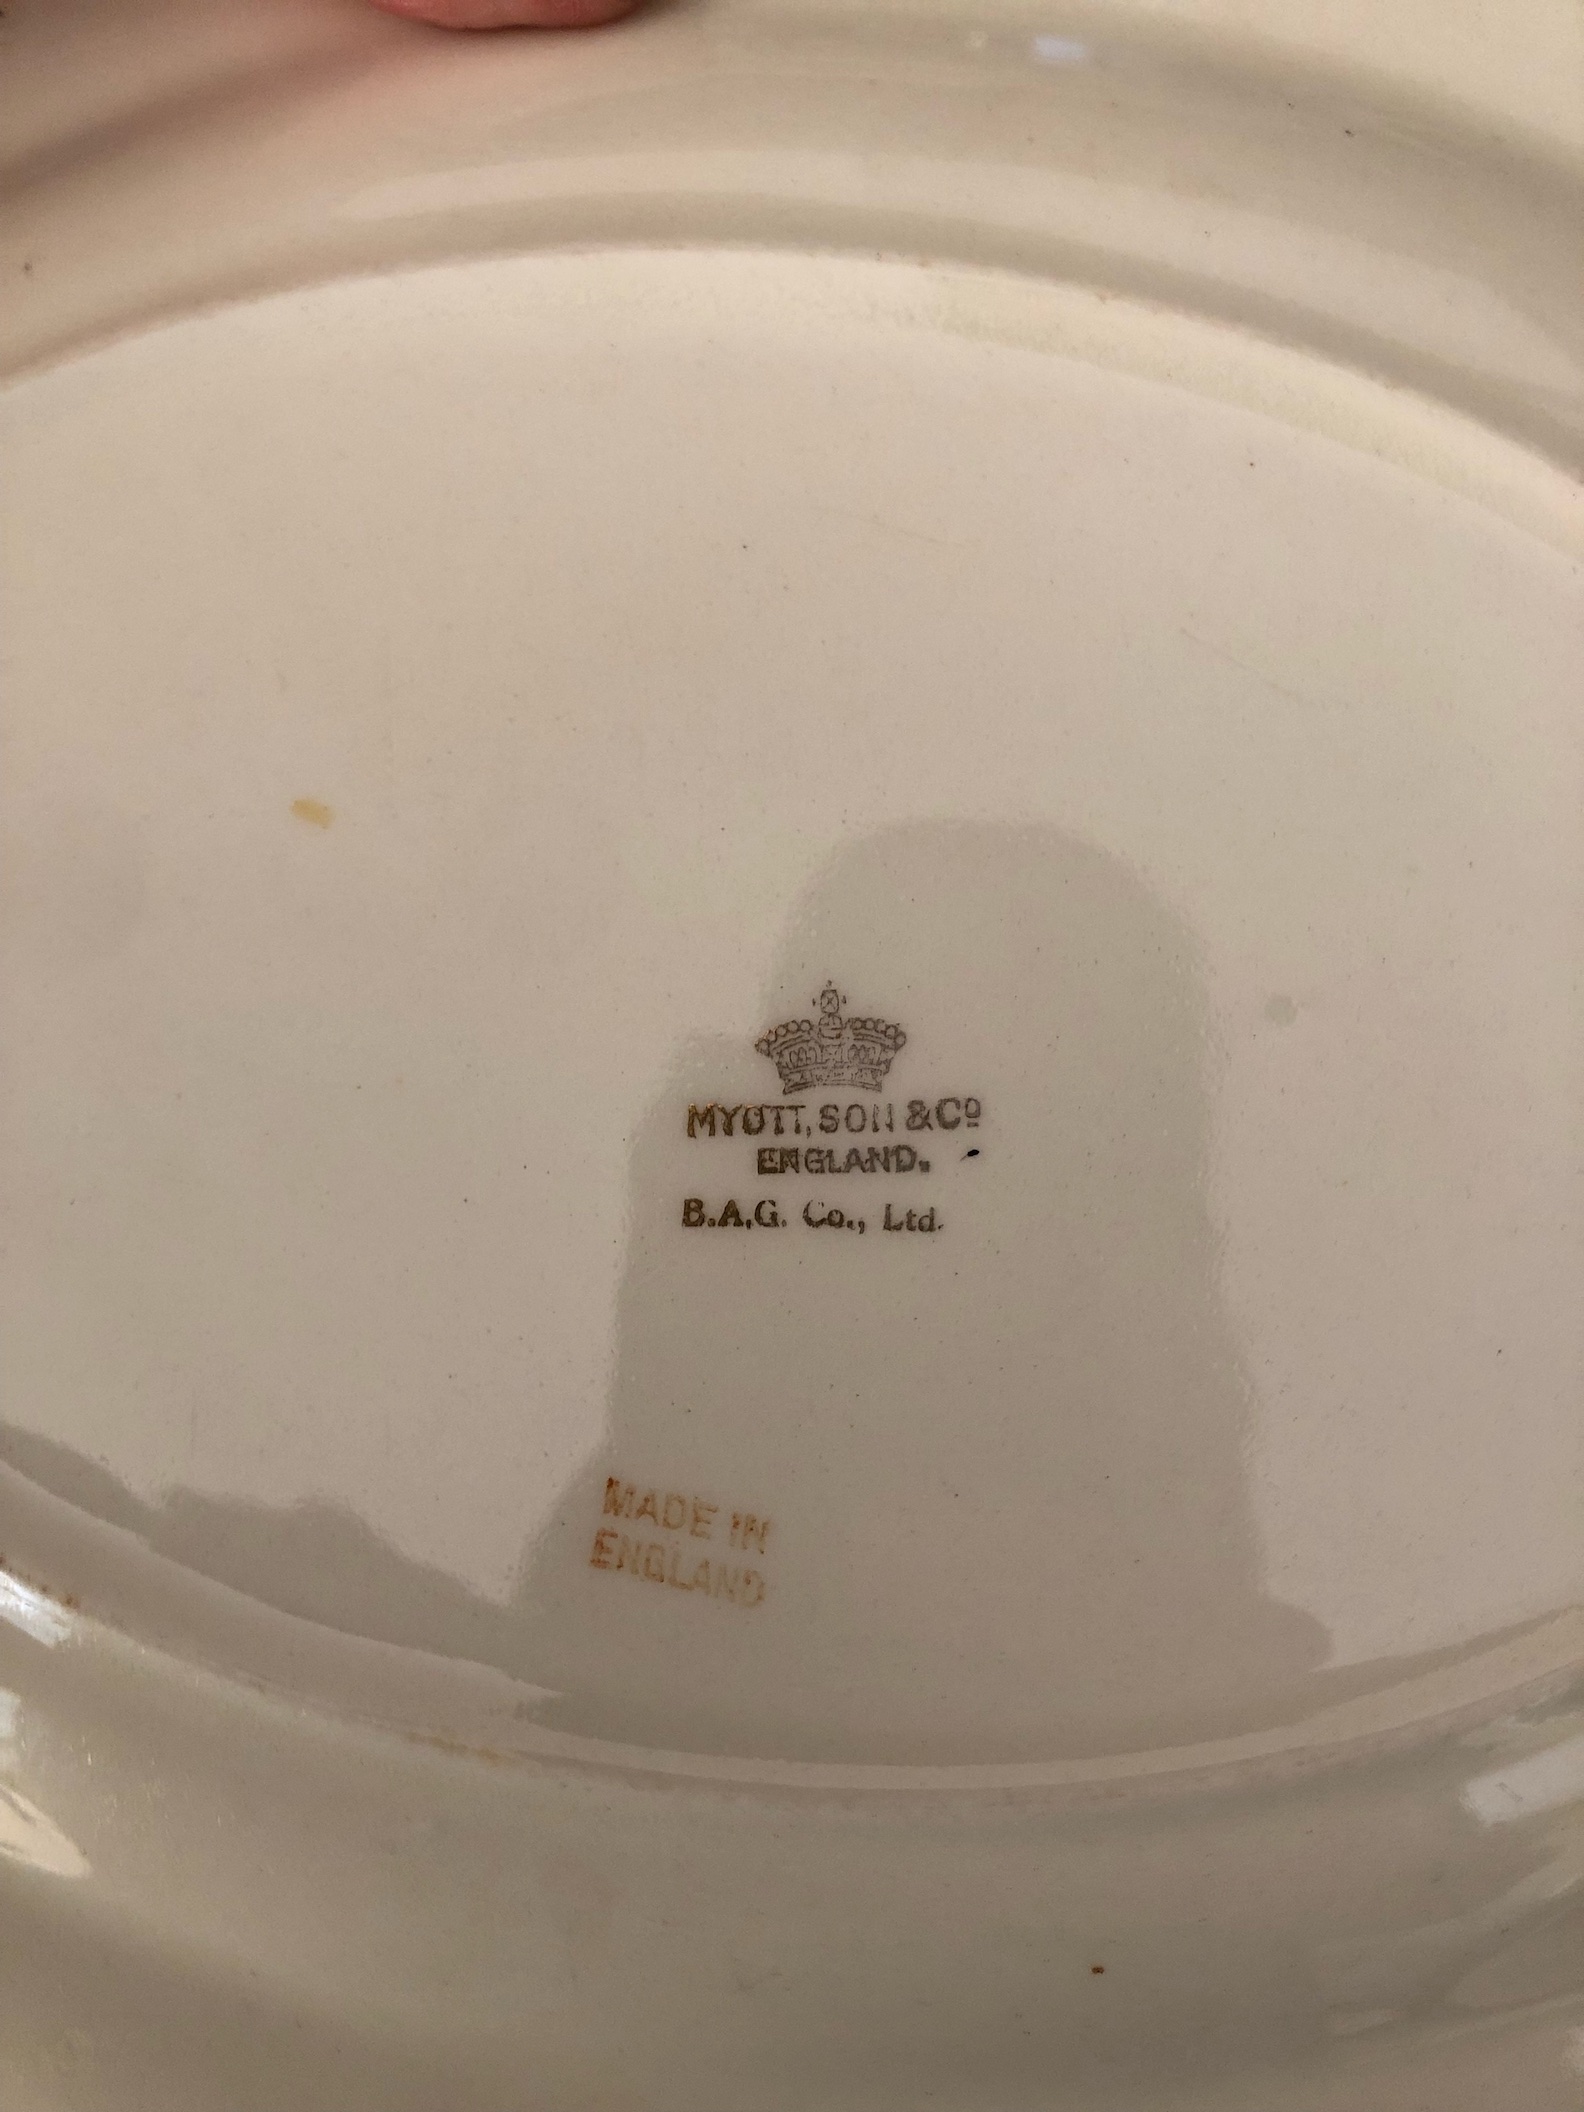 MYOTT, SON & Cº
ENGLAND.
B.A.G. Co., Ltd.
MADE IN
ENGLAND